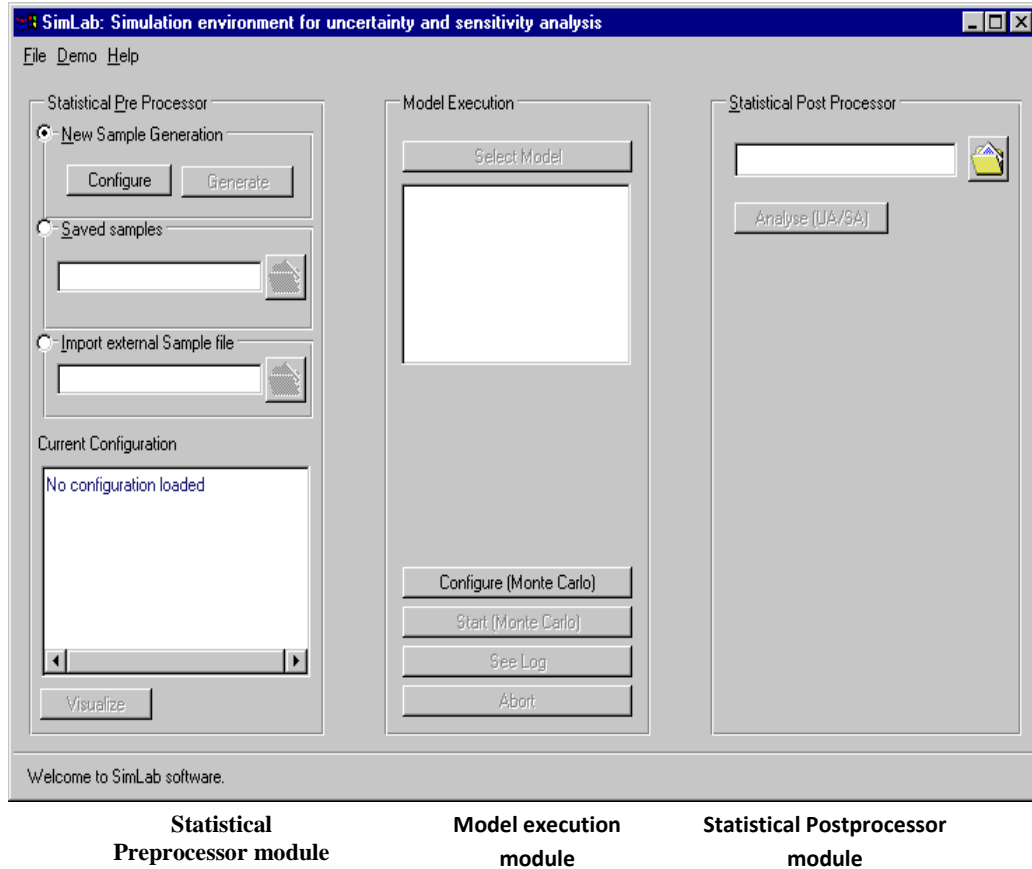 SimLab: Simulation environment for uncertainty and sensitivity analysis
File Demo Help
Statistical Pre Processor
New Sample Generation
Configure
Generate
Saved samples
Import external Sample file
Current Configuration
No configuration loaded
Visualize
Model Execution
Select Model
Configure (Monte Carlo)
Start (Monte Carlo)
See Log
Abort
Statistical Post Processor
Analyse (UA/SA)
Welcome to SimLab software.
Statistical
Preprocessor module
Model execution
module
Statistical Postprocessor
module